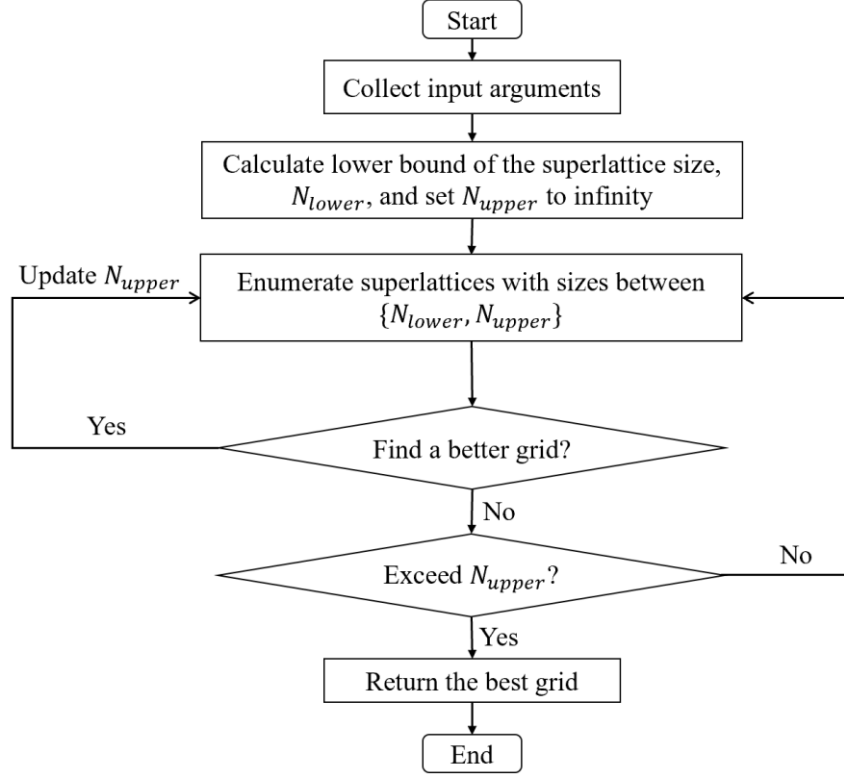 Start
Collect input arguments
Calculate lower bound of the superlattice size,
N_lower, and set N_upper to infinity
Update N_upper
Enumerate superlattices with sizes between
{N_lower, N_upper}
Yes
Find a better grid?
No
Exceed N_upper?
No
Yes
Return the best grid
End